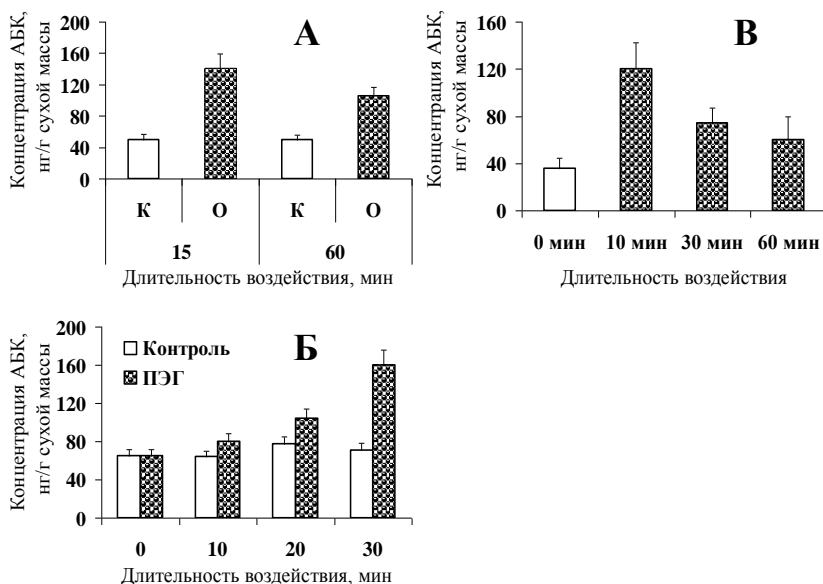 А
Концентрация АБК,
нг/г сухой массы
200
160
120
80
40
0
К О К О
15 60
Длительность воздействия, мин
В
Концентрация АБК,
нг/г сухой массы
160
120
80
40
0
0 мин 10 мин 30 мин 60 мин
Длительность воздействия
Б
Контроль
ПЭГ
Концентрация АБК,
нг/г сухой массы
200
160
120
80
40
0
0 10 20 30
Длительность воздействия, мин